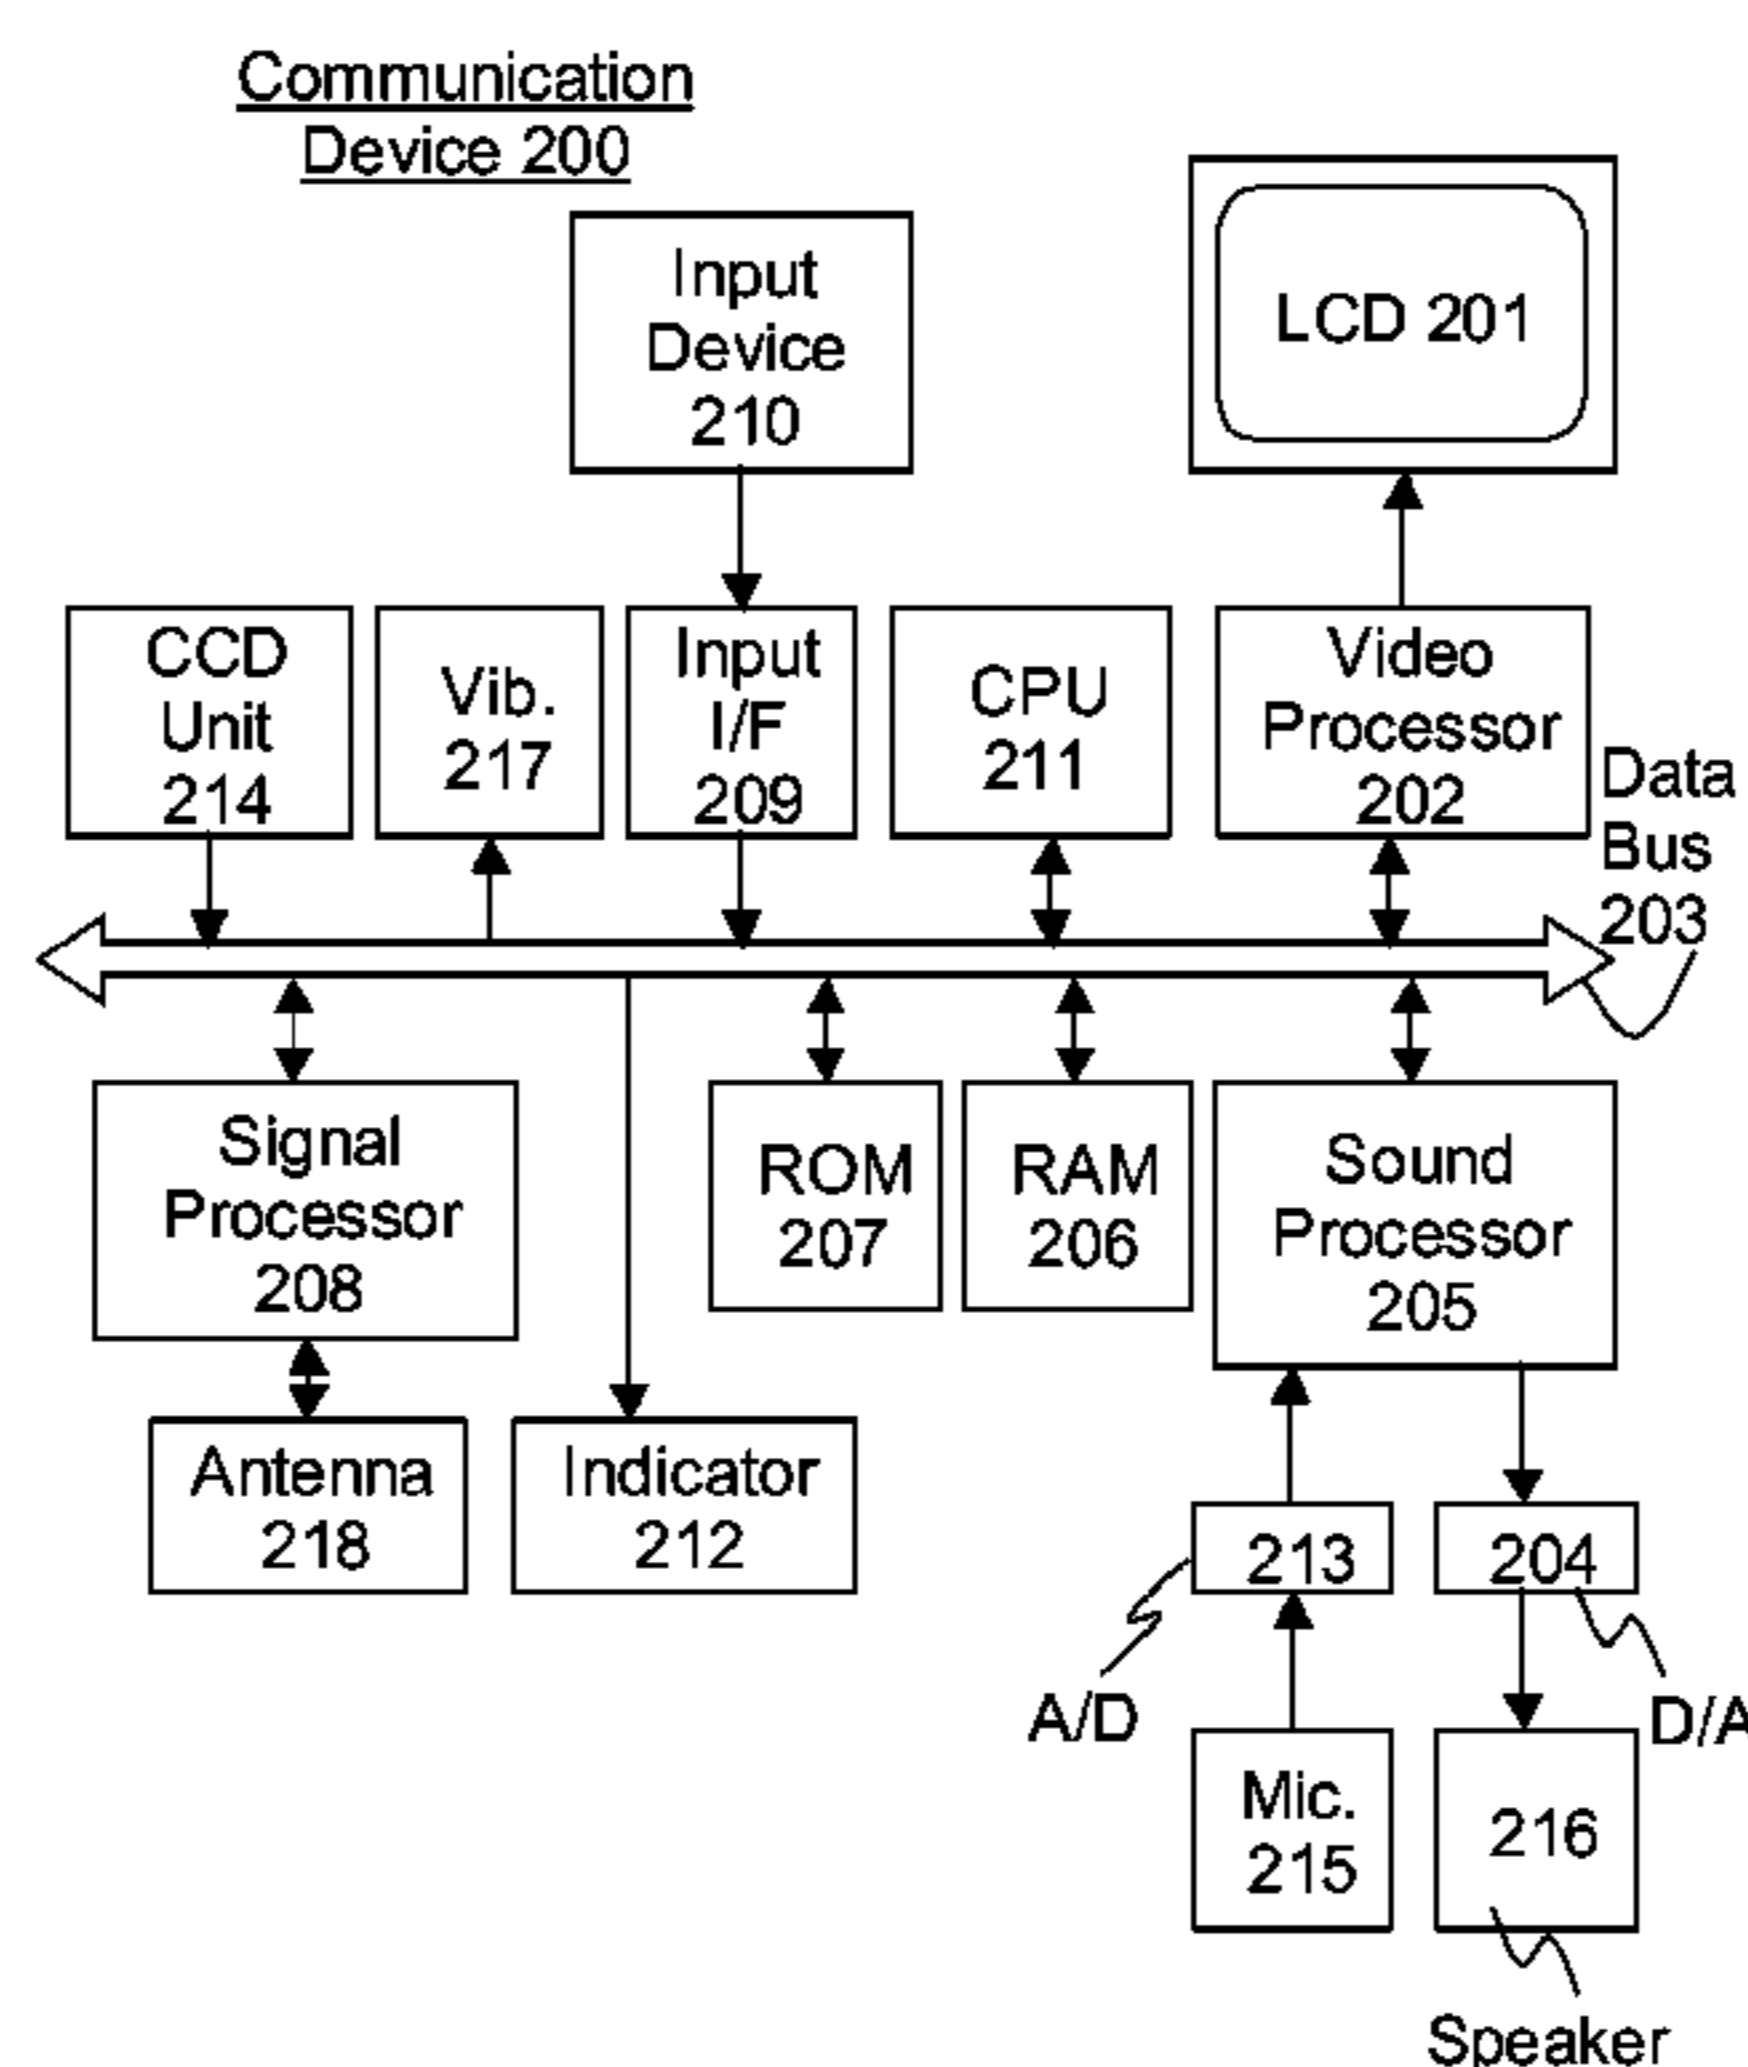 Communication
Device 200
Input
Device
210
LCD 201
CCD
Unit
214
Vib.
217
Input
I/F
209
CPU
211
Video
Processor
202
Data
Bus
203
Signal
Processor
208
ROM
207
RAM
206
Sound
Processor
205
Antenna
218
Indicator
212
213
204
A/D
D/A
Mic.
215
216
Speaker